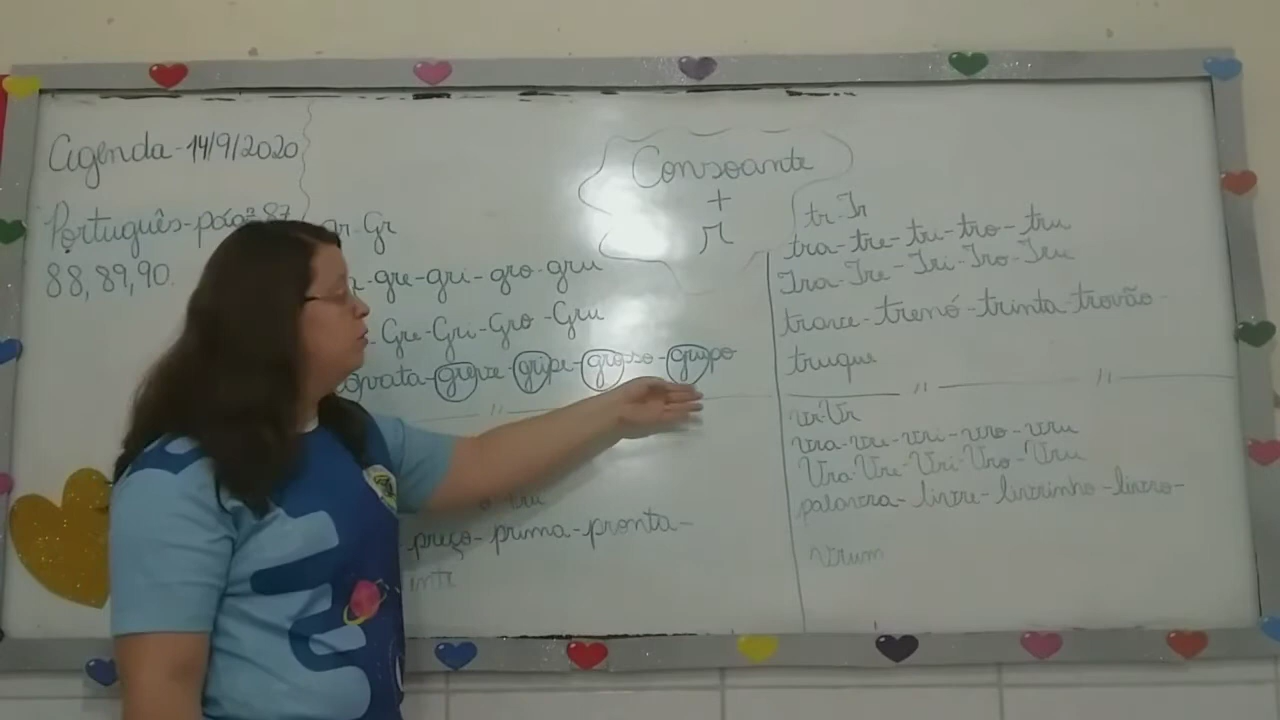 Agenda - 14/9/2020
Português - pág. 87,
88, 89, 90.
Consoante
+
r
gr - Gr
gre - gri - gro - gru
Gre - Gri - Gro - Gru
gravata - greve - gripe - grosso - grupo
pru
preço - prima - pronta -
tr - Tr
tra - tre - tri - tro - tru
Tra - Tre - Tri - Tro - Tru
trave - trenó - trinta - trovão -
truque
vr - Vr
vra - vre - vri - vro - vru
Vra - Vre - Vri - Vro - Vru
palavra - livre - livrinho - livro -
vrum